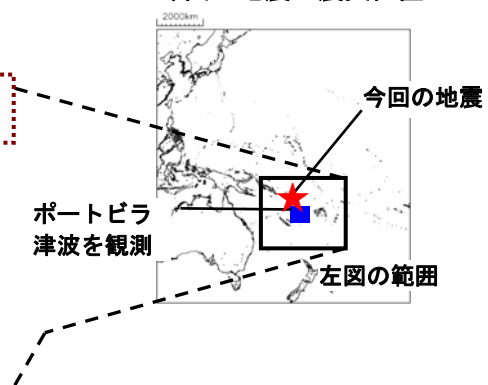 2000km
今回の地震
ポートビラ
津波を観測
左図の範囲